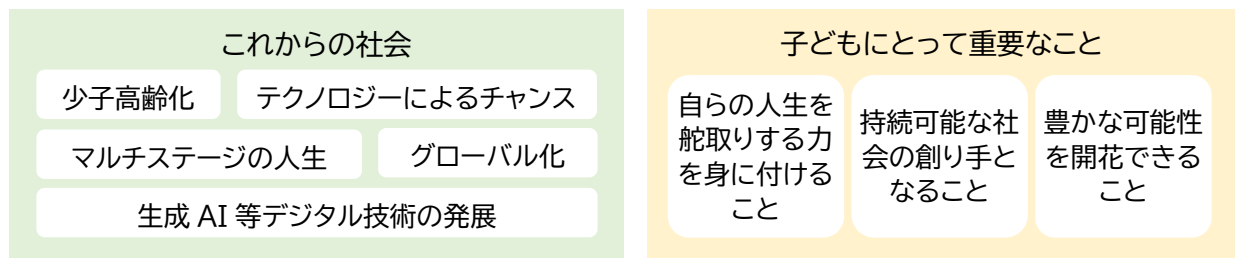 これからの社会
少子高齢化
テクノロジーによるチャンス
マルチステージの人生
グローバル化
生成 AI 等デジタル技術の発展
子どもにとって重要なこと
自らの人生を
舵取りする力
を身に付ける
こと
持続可能な社
会の創り手と
なること
豊かな可能性
を開花できる
こと